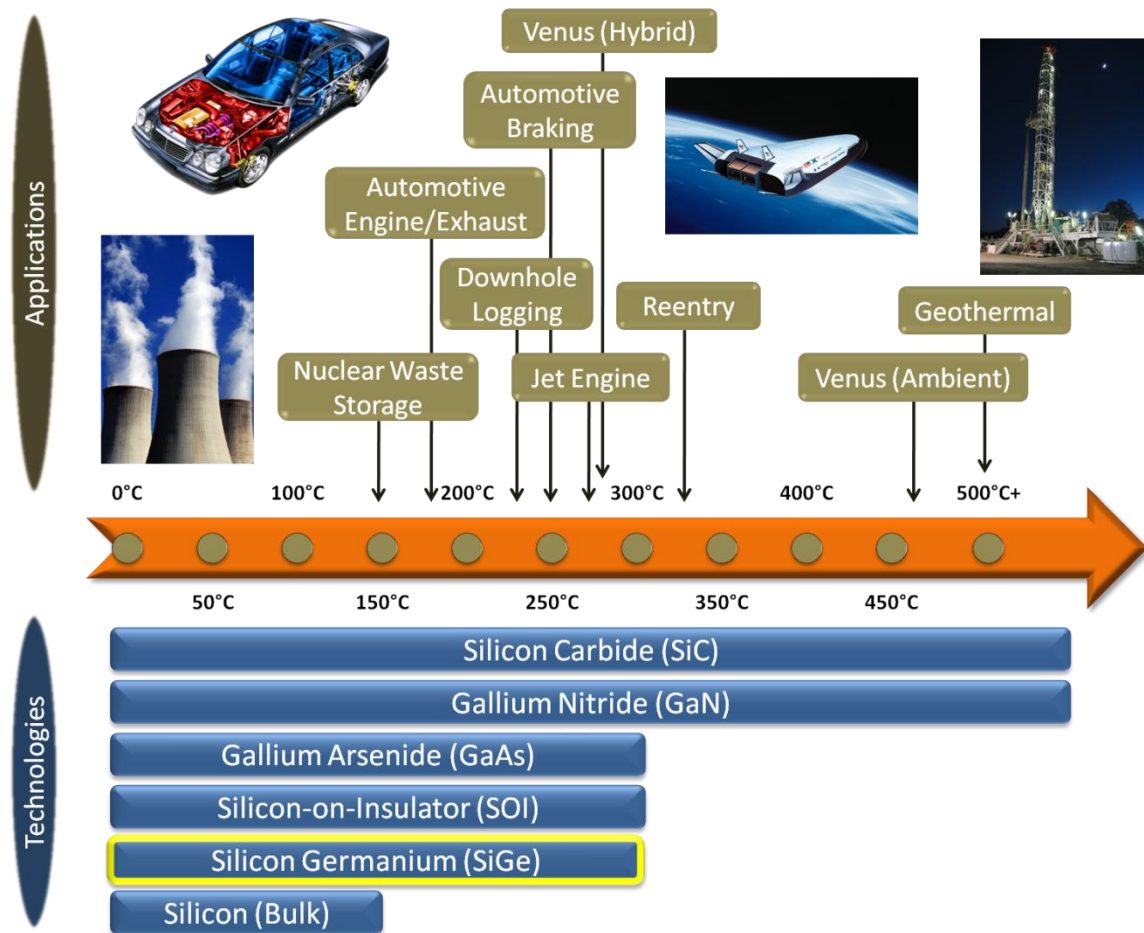 Applications
Venus (Hybrid)
Automotive
Braking
Automotive
Engine/Exhaust
Downhole
Logging
Reentry
Geothermal
Nuclear Waste
Storage
Jet Engine
Venus (Ambient)
0°C
100°C
200°C
300°C
400°C
500°C+
50°C
150°C
250°C
350°C
450°C
Technologies
Silicon Carbide (SiC)
Gallium Nitride (GaN)
Gallium Arsenide (GaAs)
Silicon-on-Insulator (SOI)
Silicon Germanium (SiGe)
Silicon (Bulk)